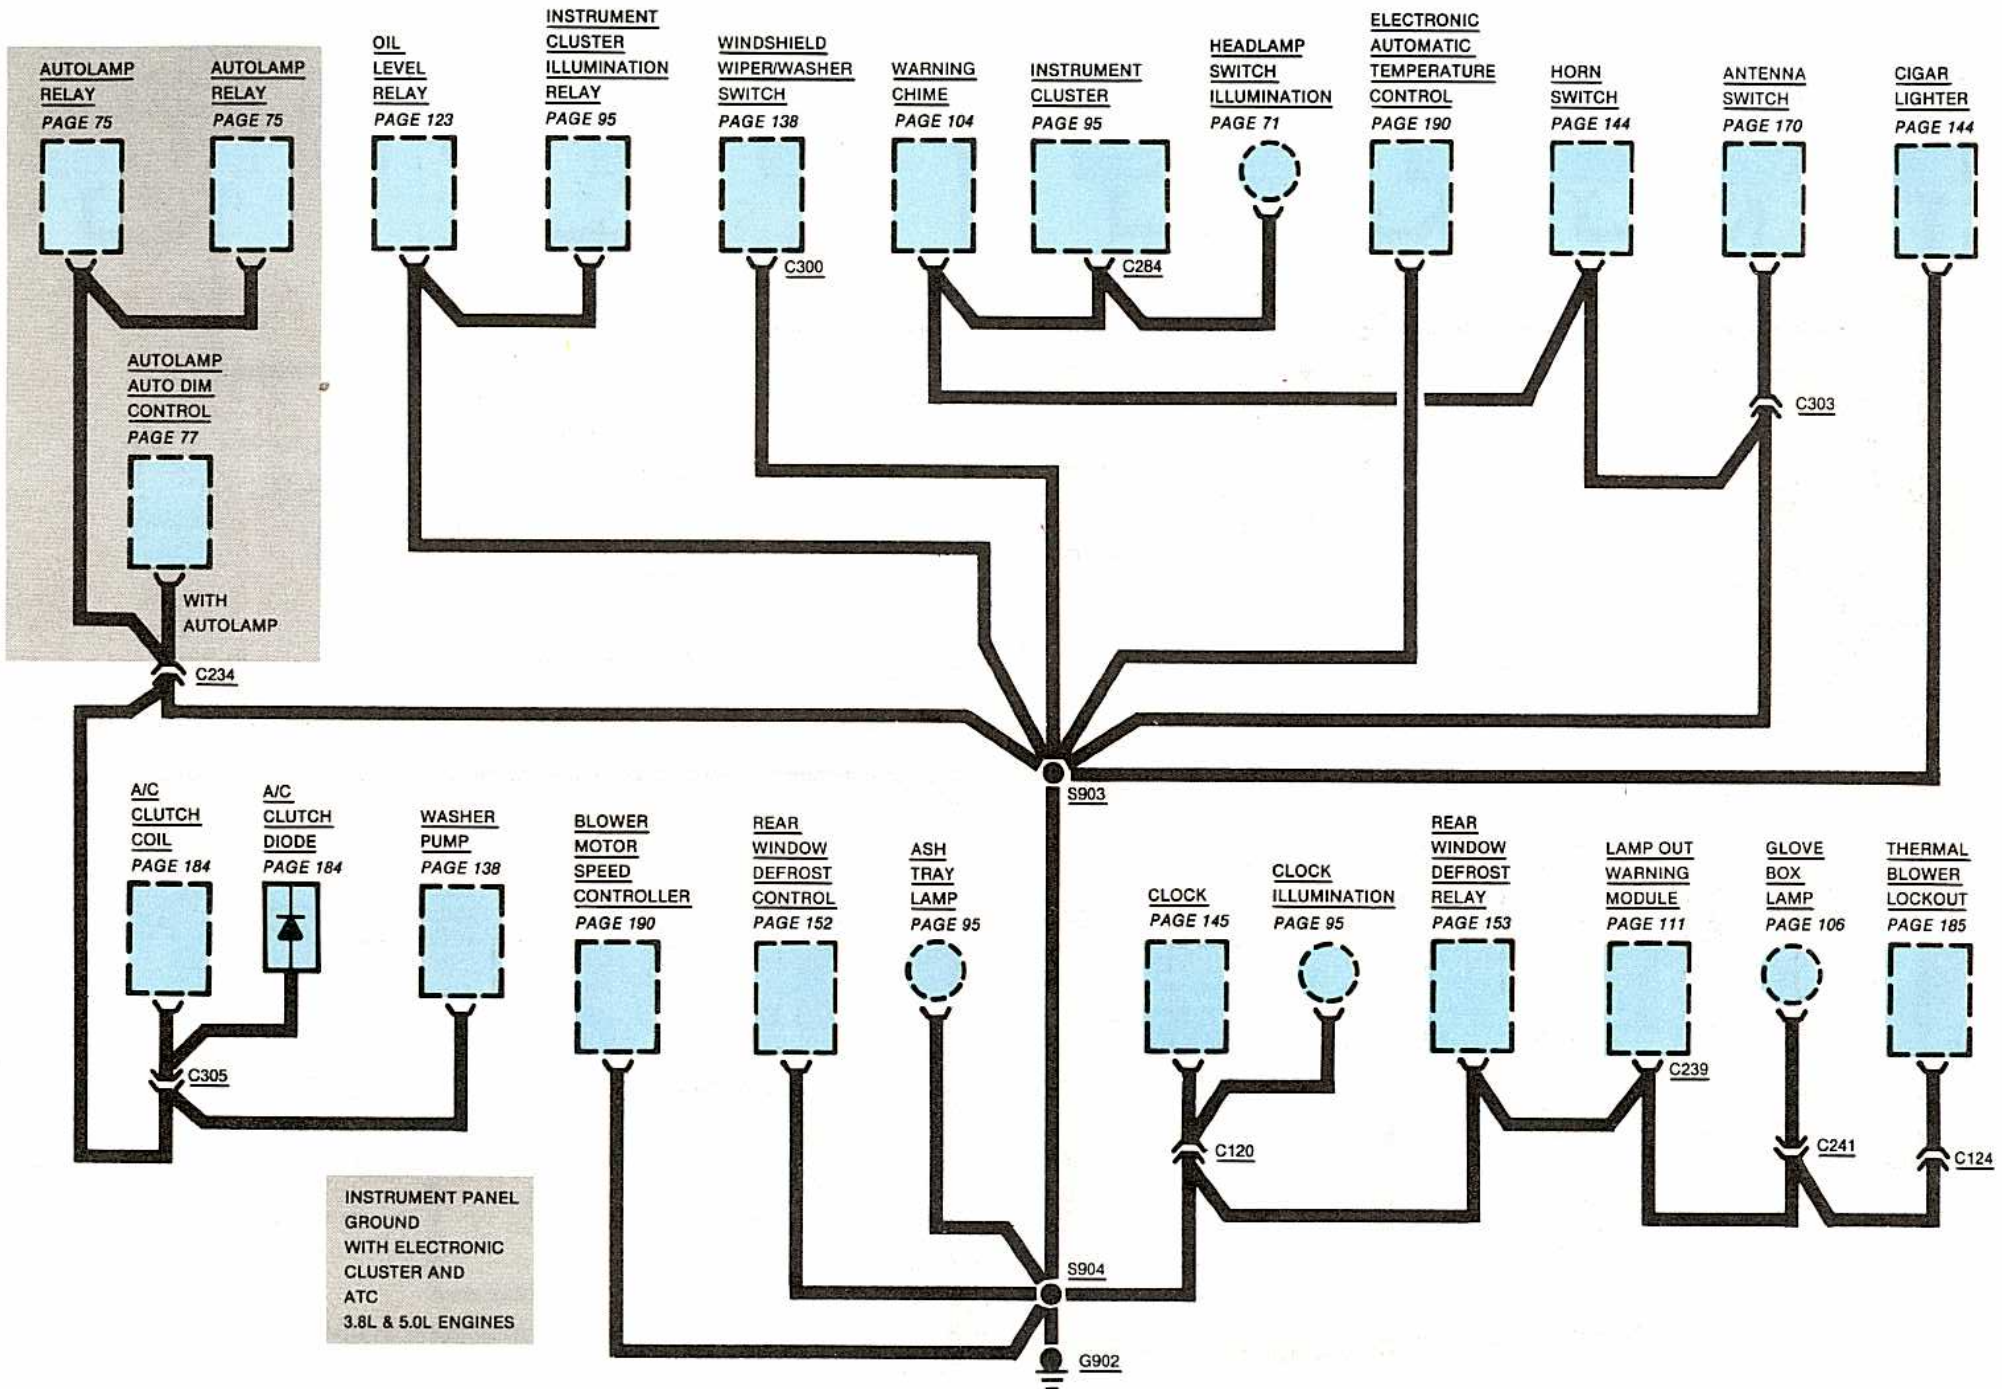 AUTOLAMP
RELAY
PAGE 75
AUTOLAMP
RELAY
PAGE 75
OIL
LEVEL
RELAY
PAGE 123
INSTRUMENT
CLUSTER
ILLUMINATION
RELAY
PAGE 95
WINDSHIELD
WIPER/WASHER
SWITCH
PAGE 138
WARNING
CHIME
PAGE 104
INSTRUMENT
CLUSTER
PAGE 95
HEADLAMP
SWITCH
ILLUMINATION
PAGE 71
ELECTRONIC
AUTOMATIC
TEMPERATURE
CONTROL
PAGE 190
HORN
SWITCH
PAGE 144
ANTENNA
SWITCH
PAGE 170
CIGAR
LIGHTER
PAGE 144
C300
C284
AUTOLAMP
AUTO DIM
CONTROL
PAGE 77
C303
WITH
AUTOLAMP
C234
S903
A/C
CLUTCH
COIL
PAGE 184
A/C
CLUTCH
DIODE
PAGE 184
WASHER
PUMP
PAGE 138
BLOWER
MOTOR
SPEED
CONTROLLER
PAGE 190
REAR
WINDOW
DEFROST
CONTROL
PAGE 152
ASH
TRAY
LAMP
PAGE 95
CLOCK
PAGE 145
CLOCK
ILLUMINATION
PAGE 95
REAR
WINDOW
DEFROST
RELAY
PAGE 153
LAMP OUT
WARNING
MODULE
PAGE 111
GLOVE
BOX
LAMP
PAGE 106
THERMAL
BLOWER
LOCKOUT
PAGE 185
C305
C239
C120
C241
C124
INSTRUMENT PANEL
GROUND
WITH ELECTRONIC
CLUSTER AND
ATC
3.8L & 5.0L ENGINES
S904
G902